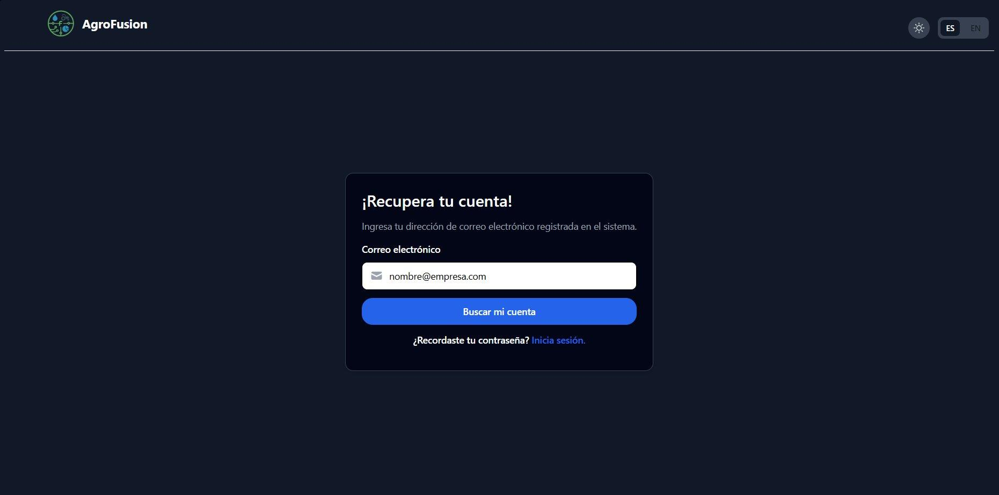 AgroFusion
ES EN
¡Recupera tu cuenta!
Ingresa tu dirección de correo electrónico registrada en el sistema.
Correo electrónico
nombre@empresa.com
Buscar mi cuenta
¿Recordaste tu contraseña? Inicia sesión.